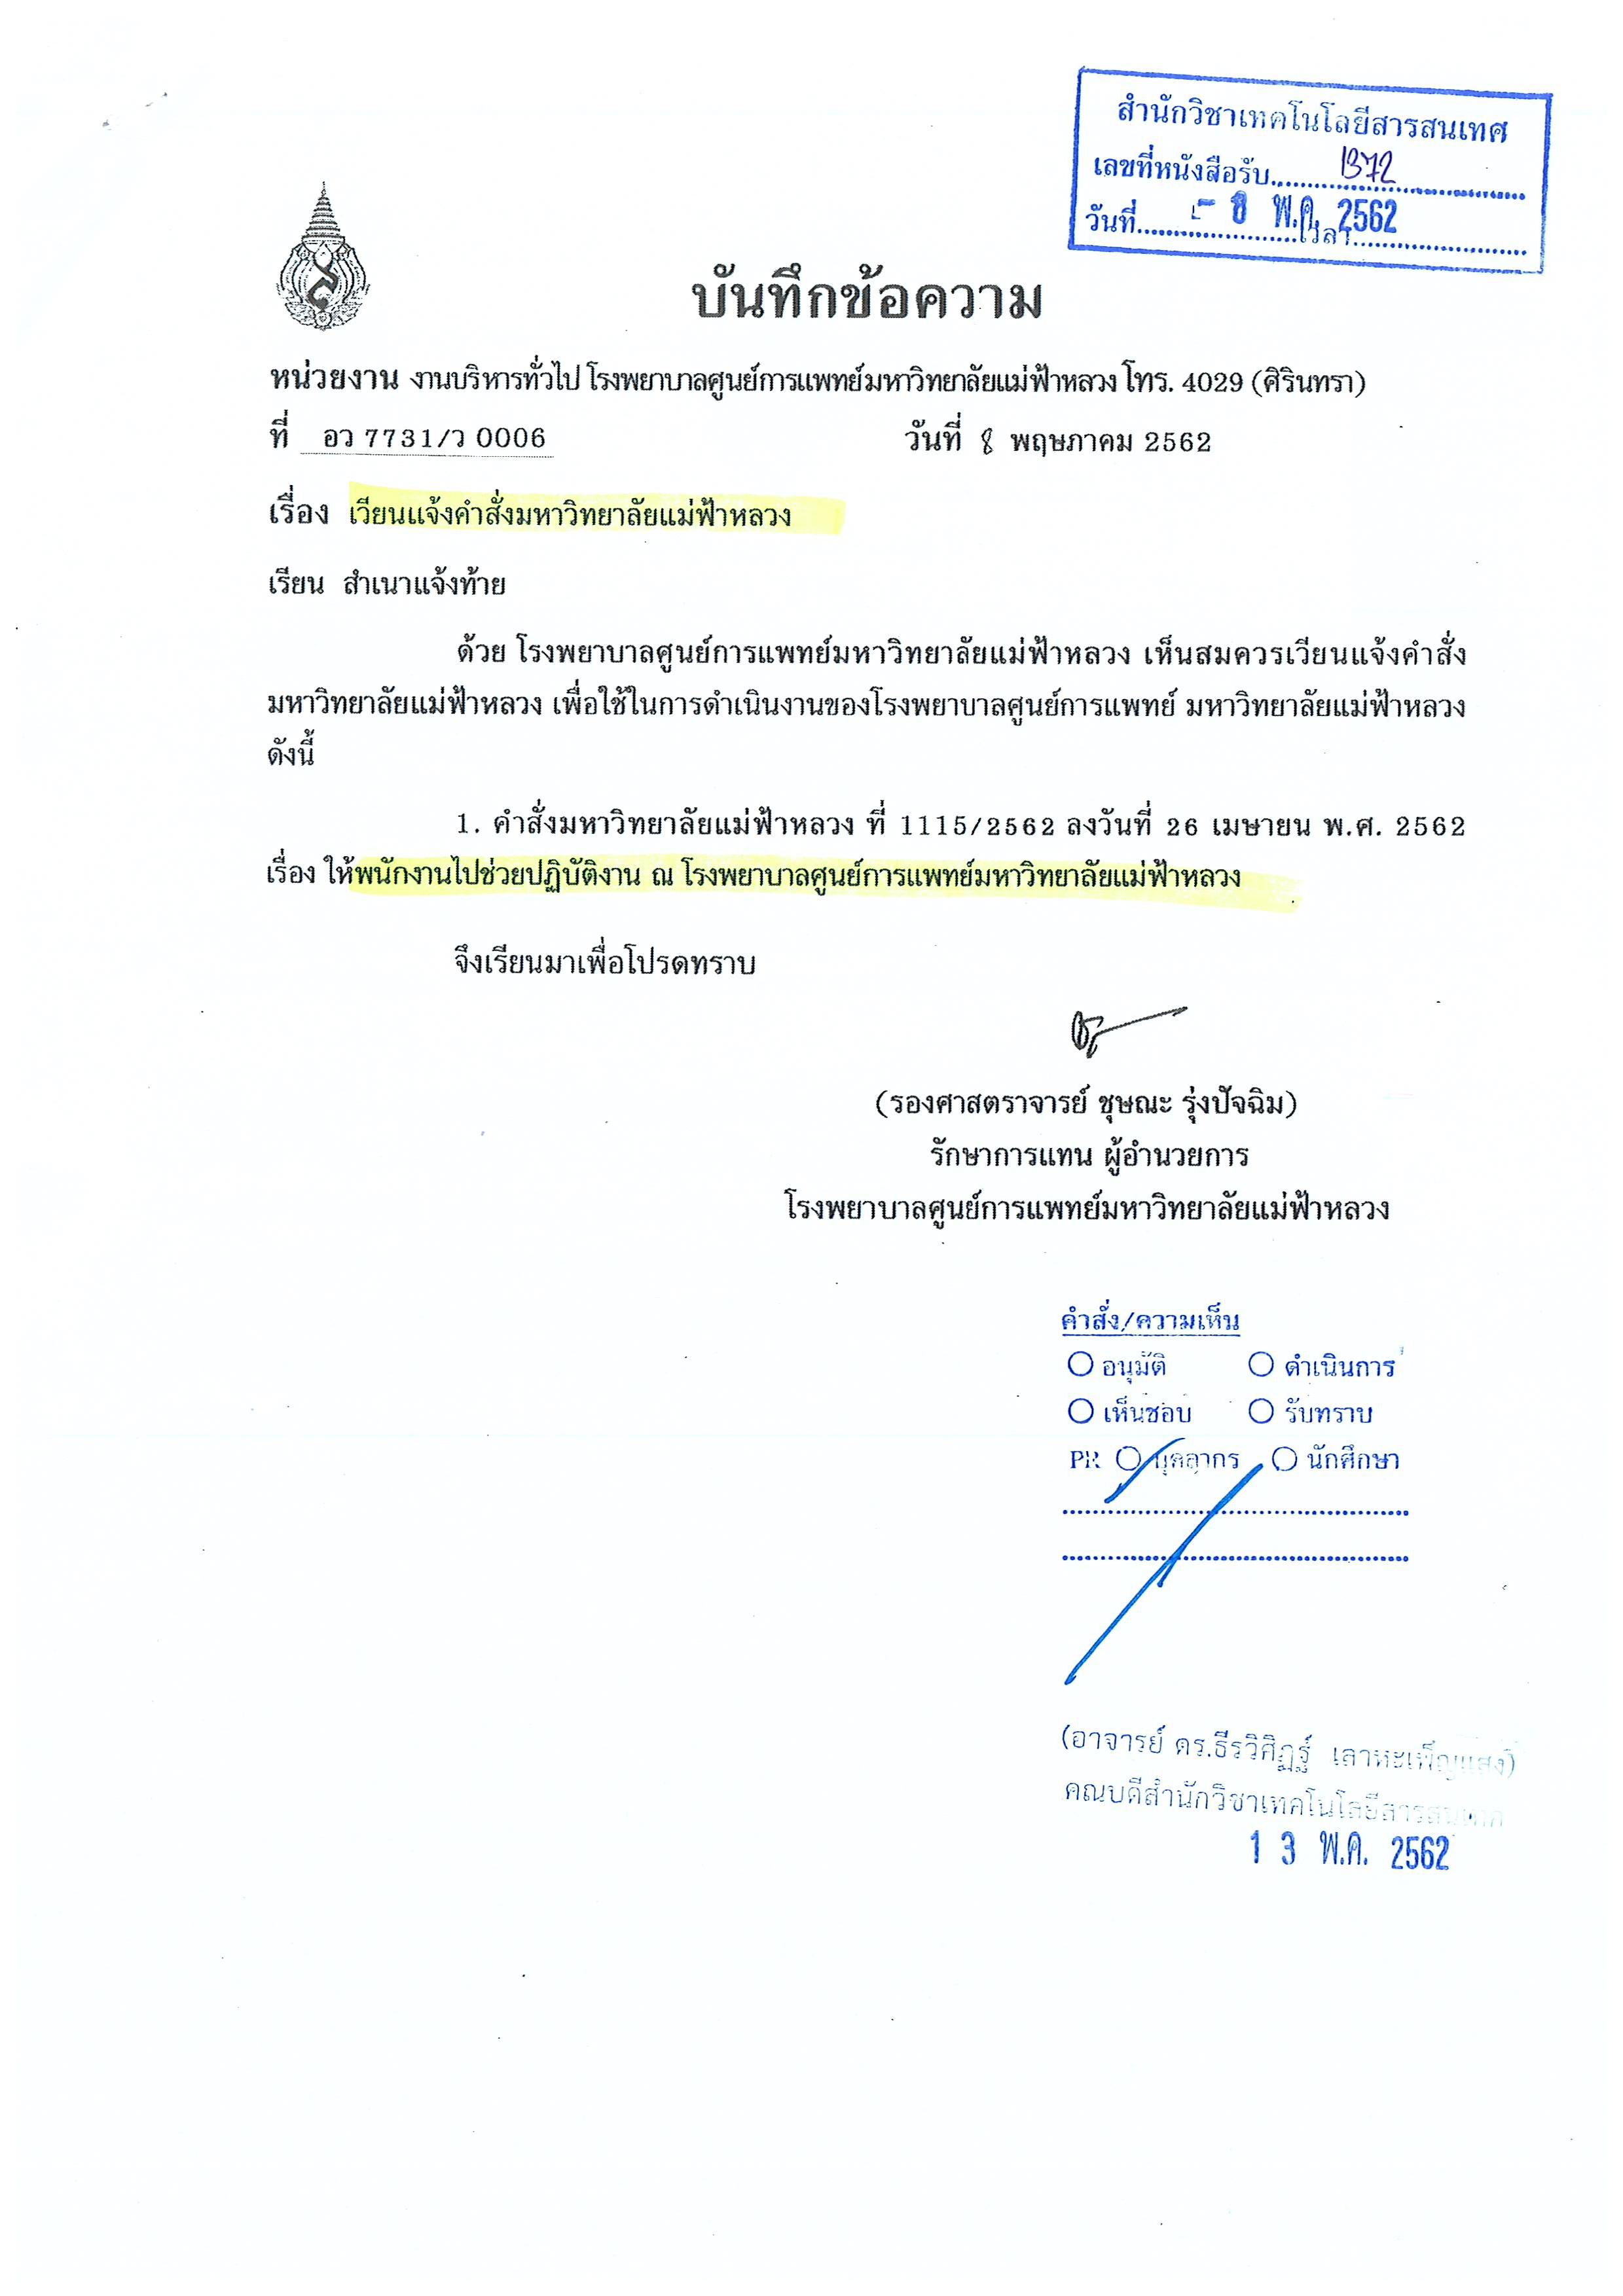 สำนักวิชาเทคโนโลยีสารสนเทศ
เลขที่หนังสือรับ 1372
วันที่ - 8 พ.ค. 2562 เวลา
บันทึกข้อความ
หน่วยงาน งานบริหารทั่วไป โรงพยาบาลศูนย์การแพทย์มหาวิทยาลัยแม่ฟ้าหลวง โทร. 4029 (ศิรินทรา)
ที่ อว 7731/ว 0006 วันที่ 8 พฤษภาคม 2562
เรื่อง เวียนแจ้งคำสั่งมหาวิทยาลัยแม่ฟ้าหลวง
เรียน สำเนาแจ้งท้าย
ด้วย โรงพยาบาลศูนย์การแพทย์มหาวิทยาลัยแม่ฟ้าหลวง เห็นสมควรเวียนแจ้งคำสั่ง
มหาวิทยาลัยแม่ฟ้าหลวง เพื่อใช้ในการดำเนินงานของโรงพยาบาลศูนย์การแพทย์ มหาวิทยาลัยแม่ฟ้าหลวง
ดังนี้
1. คำสั่งมหาวิทยาลัยแม่ฟ้าหลวง ที่ 1115/2562 ลงวันที่ 26 เมษายน พ.ศ. 2562
เรื่อง ให้พนักงานไปช่วยปฏิบัติงาน ณ โรงพยาบาลศูนย์การแพทย์มหาวิทยาลัยแม่ฟ้าหลวง
จึงเรียนมาเพื่อโปรดทราบ
(รองศาสตราจารย์ ชุษณะ รุ่งปัจฉิม)
รักษาการแทน ผู้อำนวยการ
โรงพยาบาลศูนย์การแพทย์มหาวิทยาลัยแม่ฟ้าหลวง
คำสั่ง/ความเห็น
อนุมัติ ดำเนินการ
เห็นชอบ รับทราบ
PR บุคลากร นักศึกษา
(อาจารย์ ดร.ธีรวิศิฏฐ์ เลาหะเพ็ญแสง)
คณบดีสำนักวิชาเทคโนโลยีสารสนเทศ
13 พ.ค. 2562